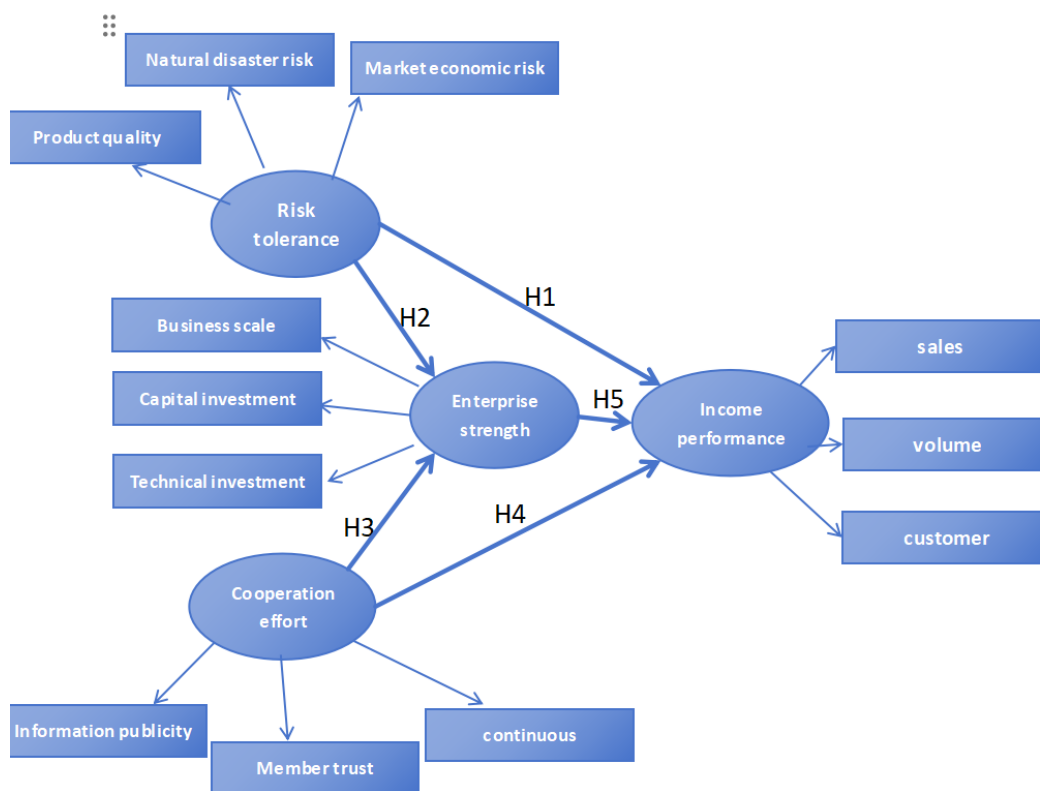 Natural disaster risk
Market economic risk
Product quality
Risk
tolerance
H1
H2
Business scale
sales
Capital investment
Enterprise
strength
H5
Income
performance
volume
Technical investment
H3
H4
customer
Cooperation
effort
Information publicity
Member trust
continuous